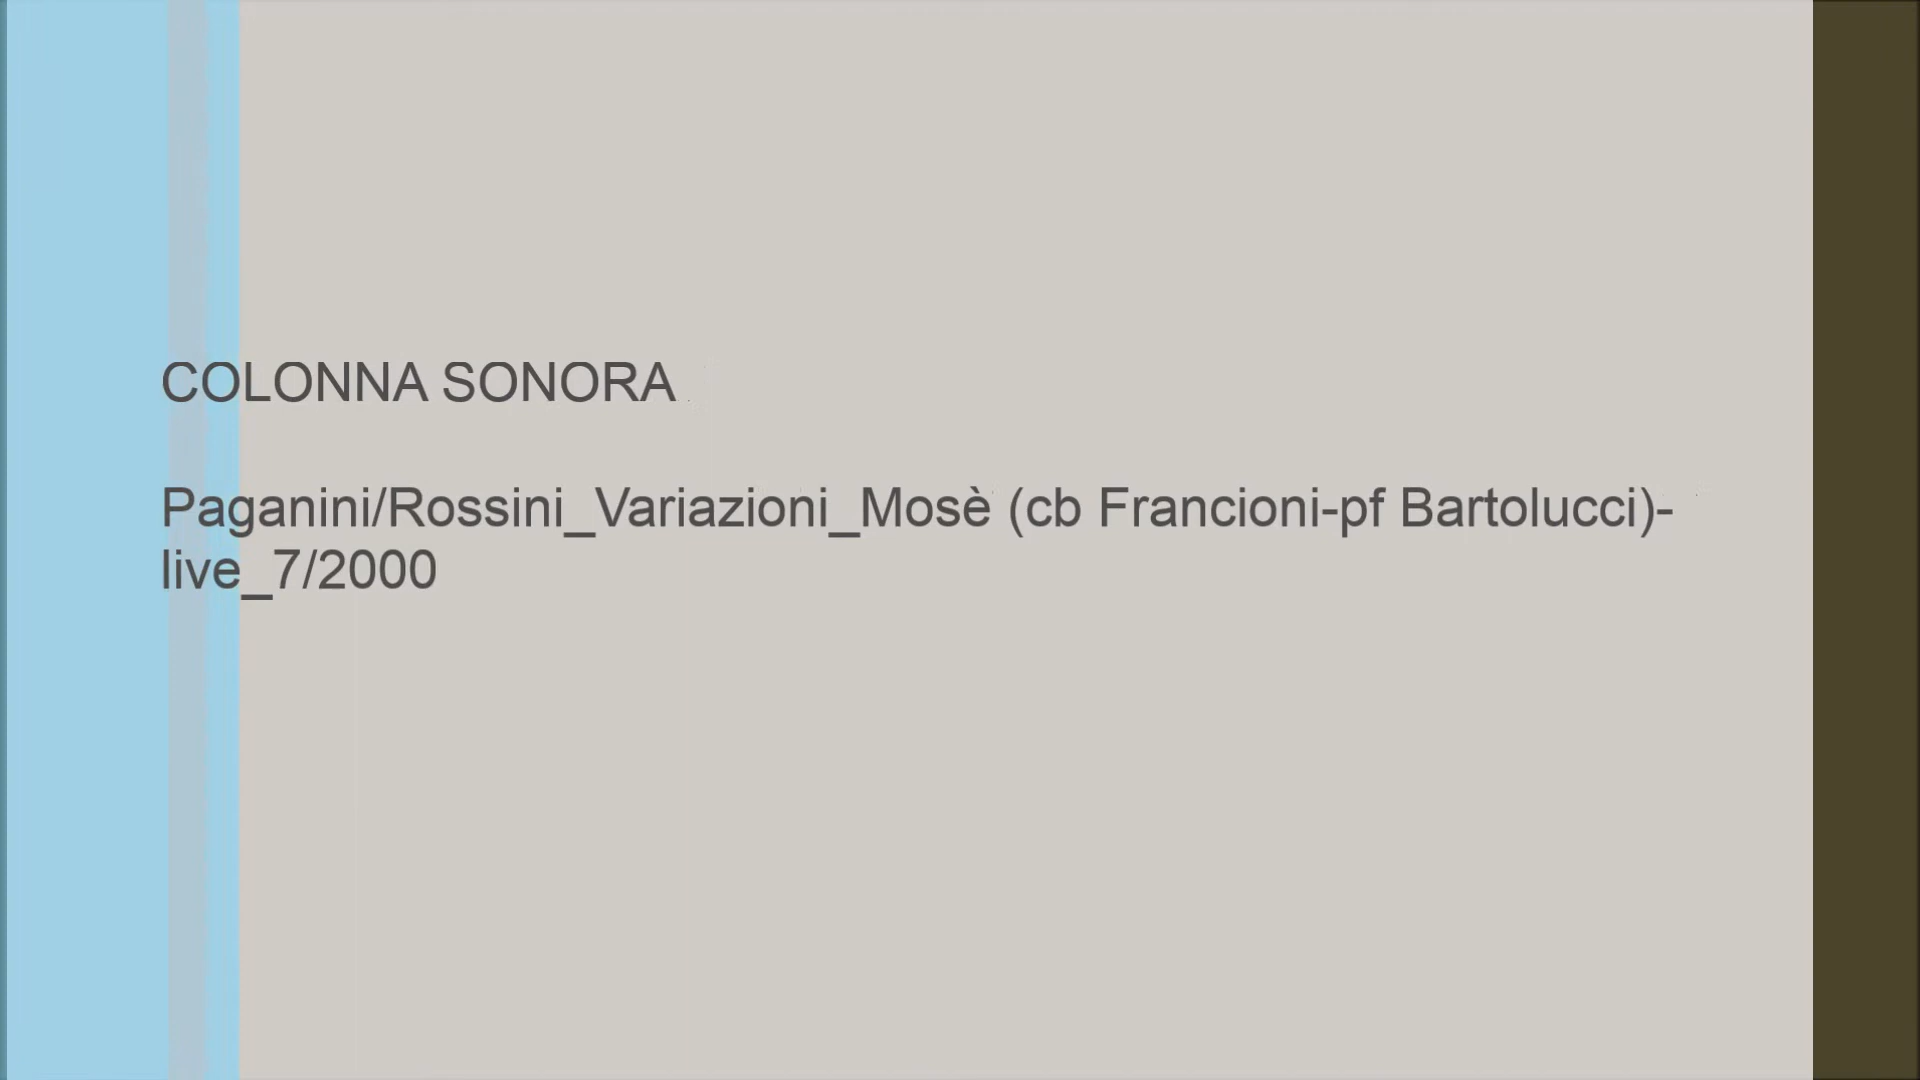 COLONNA SONORA
Paganini/Rossini_Variazioni_Mosè (cb Francioni-pf Bartolucci)-
live_7/2000